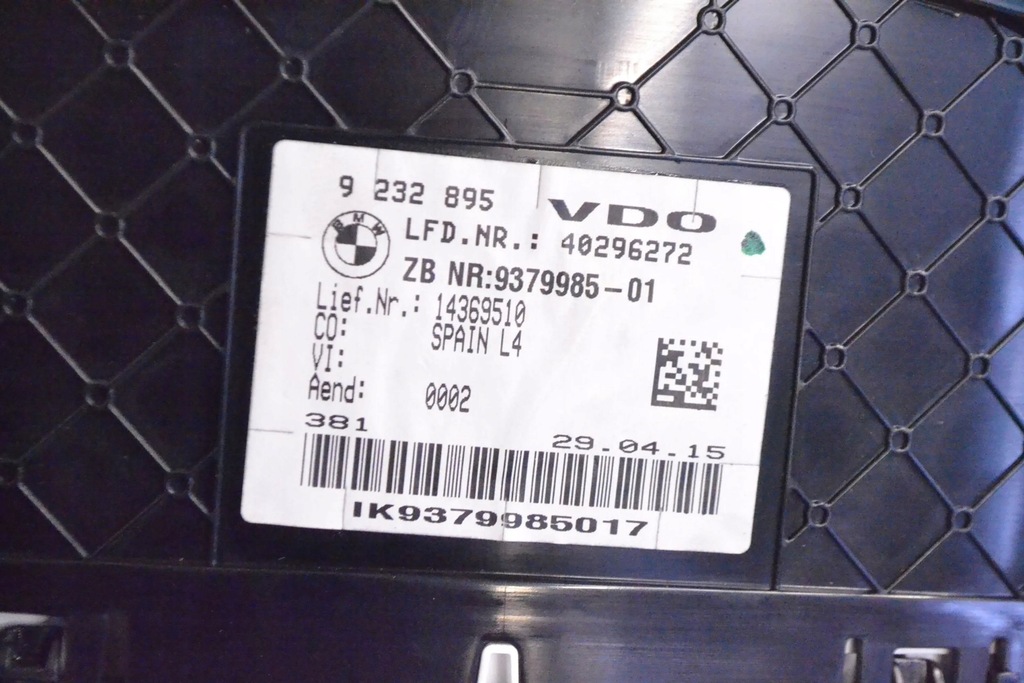 9 232 895
VDO
BMW
LFD.NR.: 40296272
ZB NR:9379985-01
Lief.Nr.: 14369510
CO: SPAIN L4
VI:
Aend: 0002
381
29.04.15
IK9379985017